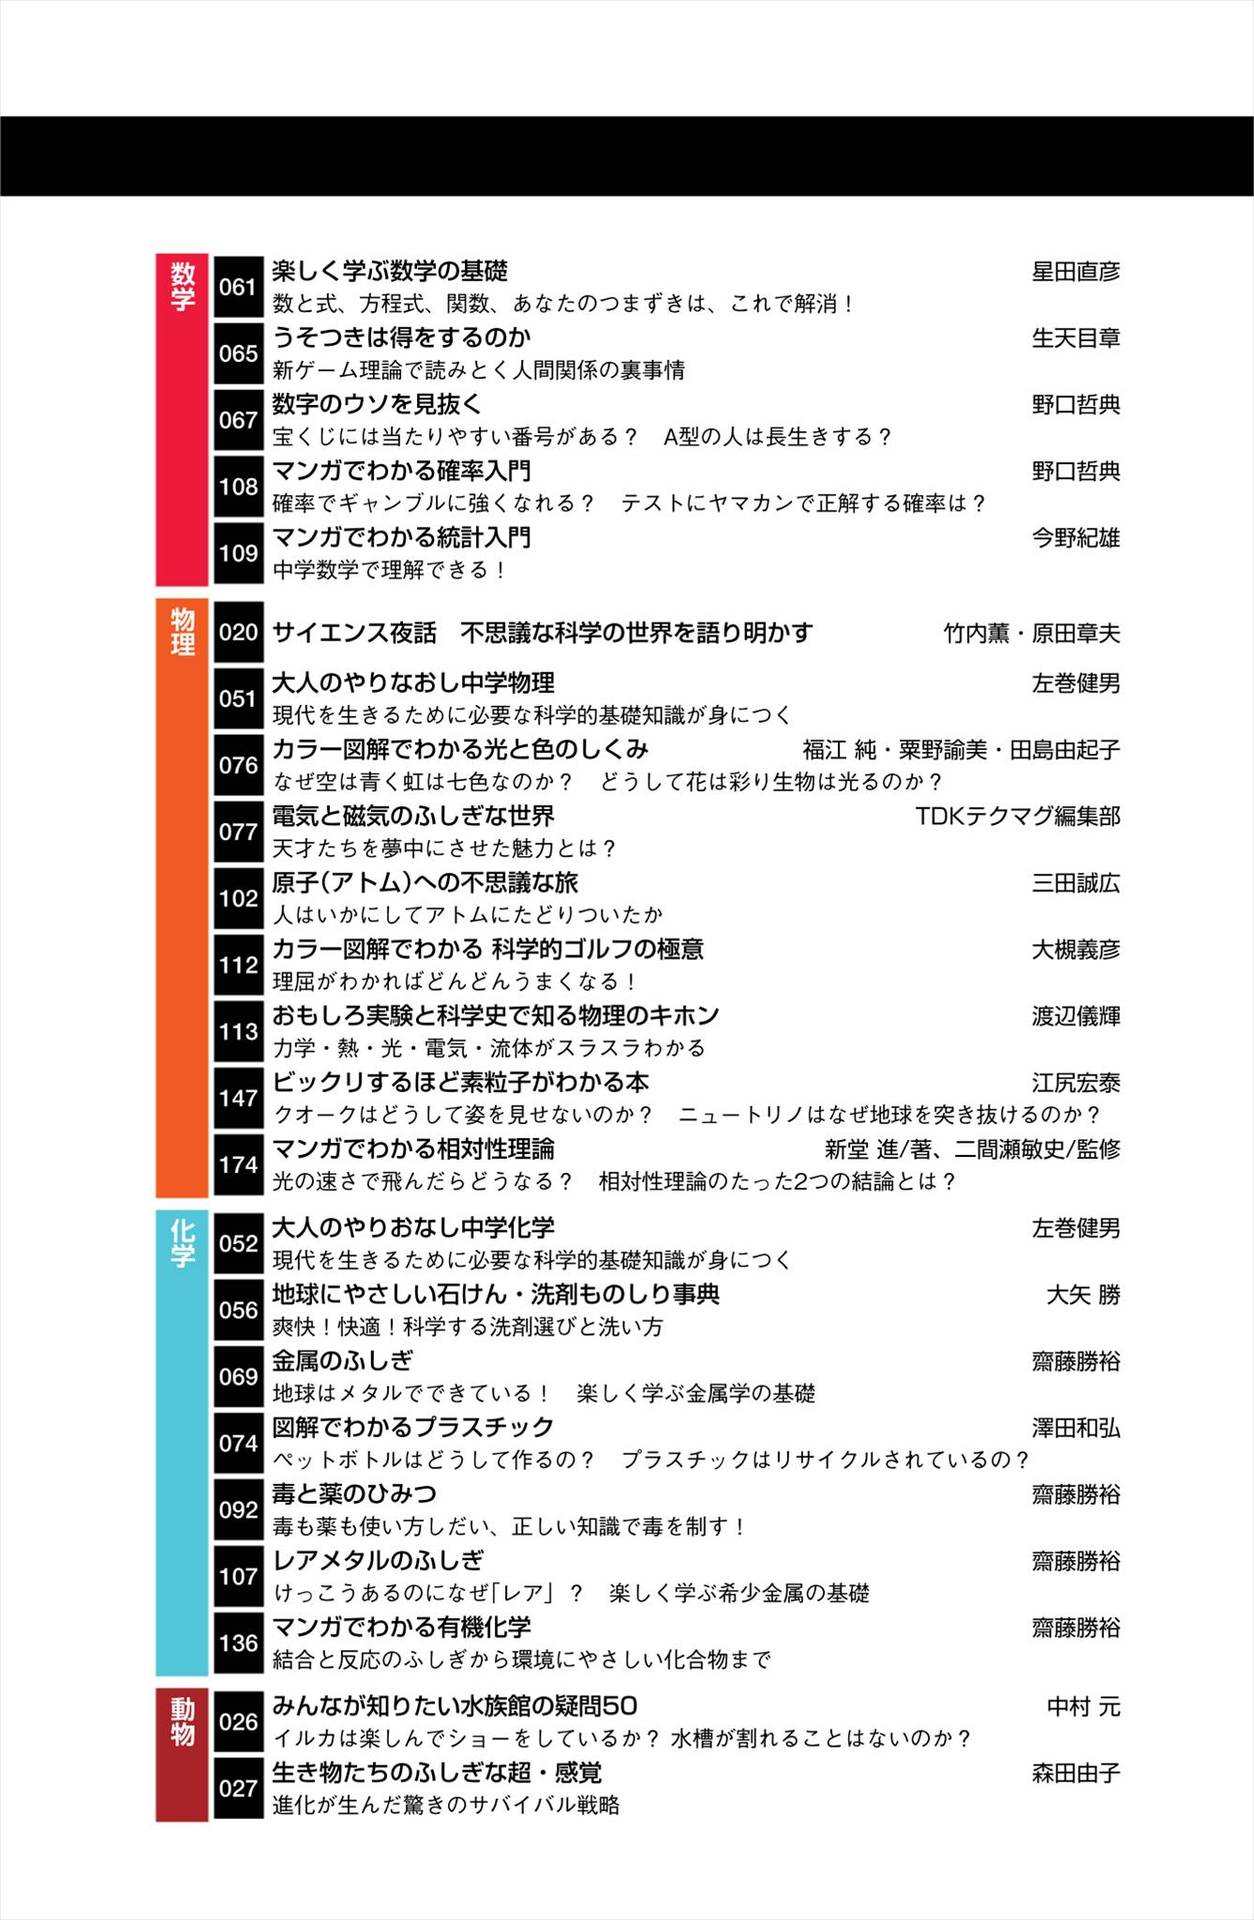 数学
061 楽しく学ぶ数学の基礎 星田直彦
数と式、方程式、関数、あなたのつまずきは、これで解消！
065 うそつきは得をするのか 生天目章
新ゲーム理論で読みとく人間関係の裏事情
067 数字のウソを見抜く 野口哲典
宝くじには当たりやすい番号がある？　A型の人は長生きする？
108 マンガでわかる確率入門 野口哲典
確率でギャンブルに強くなれる？　テストにヤマカンで正解する確率は？
109 マンガでわかる統計入門 今野紀雄
中学数学で理解できる！
物理
020 サイエンス夜話　不思議な科学の世界を語り明かす 竹内薫・原田章夫
051 大人のやりなおし中学物理 左巻健男
現代を生きるために必要な科学的基礎知識が身につく
076 カラー図解でわかる光と色のしくみ 福江 純・粟野諭美・田島由起子
なぜ空は青く虹は七色なのか？　どうして花は彩り生物は光るのか？
077 電気と磁気のふしぎな世界 TDKテクマグ編集部
天才たちを夢中にさせた魅力とは？
102 原子(アトム)への不思議な旅 三田誠広
人はいかにしてアトムにたどりついたか
112 カラー図解でわかる 科学的ゴルフの極意 大槻義彦
理屈がわかればどんどんうまくなる！
113 おもしろ実験と科学史で知る物理のキホン 渡辺儀輝
力学・熱・光・電気・流体がスラスラわかる
147 ビックリするほど素粒子がわかる本 江尻宏泰
クオークはどうして姿を見せないのか？　ニュートリノはなぜ地球を突き抜けるのか？
174 マンガでわかる相対性理論 新堂 進/著、二間瀬敏史/監修
光の速さで飛んだらどうなる？　相対性理論のたった2つの結論とは？
化学
052 大人のやりおなし中学化学 左巻健男
現代を生きるために必要な科学的基礎知識が身につく
056 地球にやさしい石けん・洗剤ものしり事典 大矢 勝
爽快！快適！科学する洗剤選びと洗い方
069 金属のふしぎ 齋藤勝裕
地球はメタルでできている！　楽しく学ぶ金属学の基礎
074 図解でわかるプラスチック 澤田和弘
ペットボトルはどうして作るの？　プラスチックはリサイクルされているの？
092 毒と薬のひみつ 齋藤勝裕
毒も薬も使い方しだい、正しい知識で毒を制す！
107 レアメタルのふしぎ 齋藤勝裕
けっこうあるのになぜ「レア」？　楽しく学ぶ希少金属の基礎
136 マンガでわかる有機化学 齋藤勝裕
結合と反応のふしぎから環境にやさしい化合物まで
動物
026 みんなが知りたい水族館の疑問50 中村 元
イルカは楽しんでショーをしているか？ 水槽が割れることはないのか？
027 生き物たちのふしぎな超・感覚 森田由子
進化が生んだ驚きのサバイバル戦略